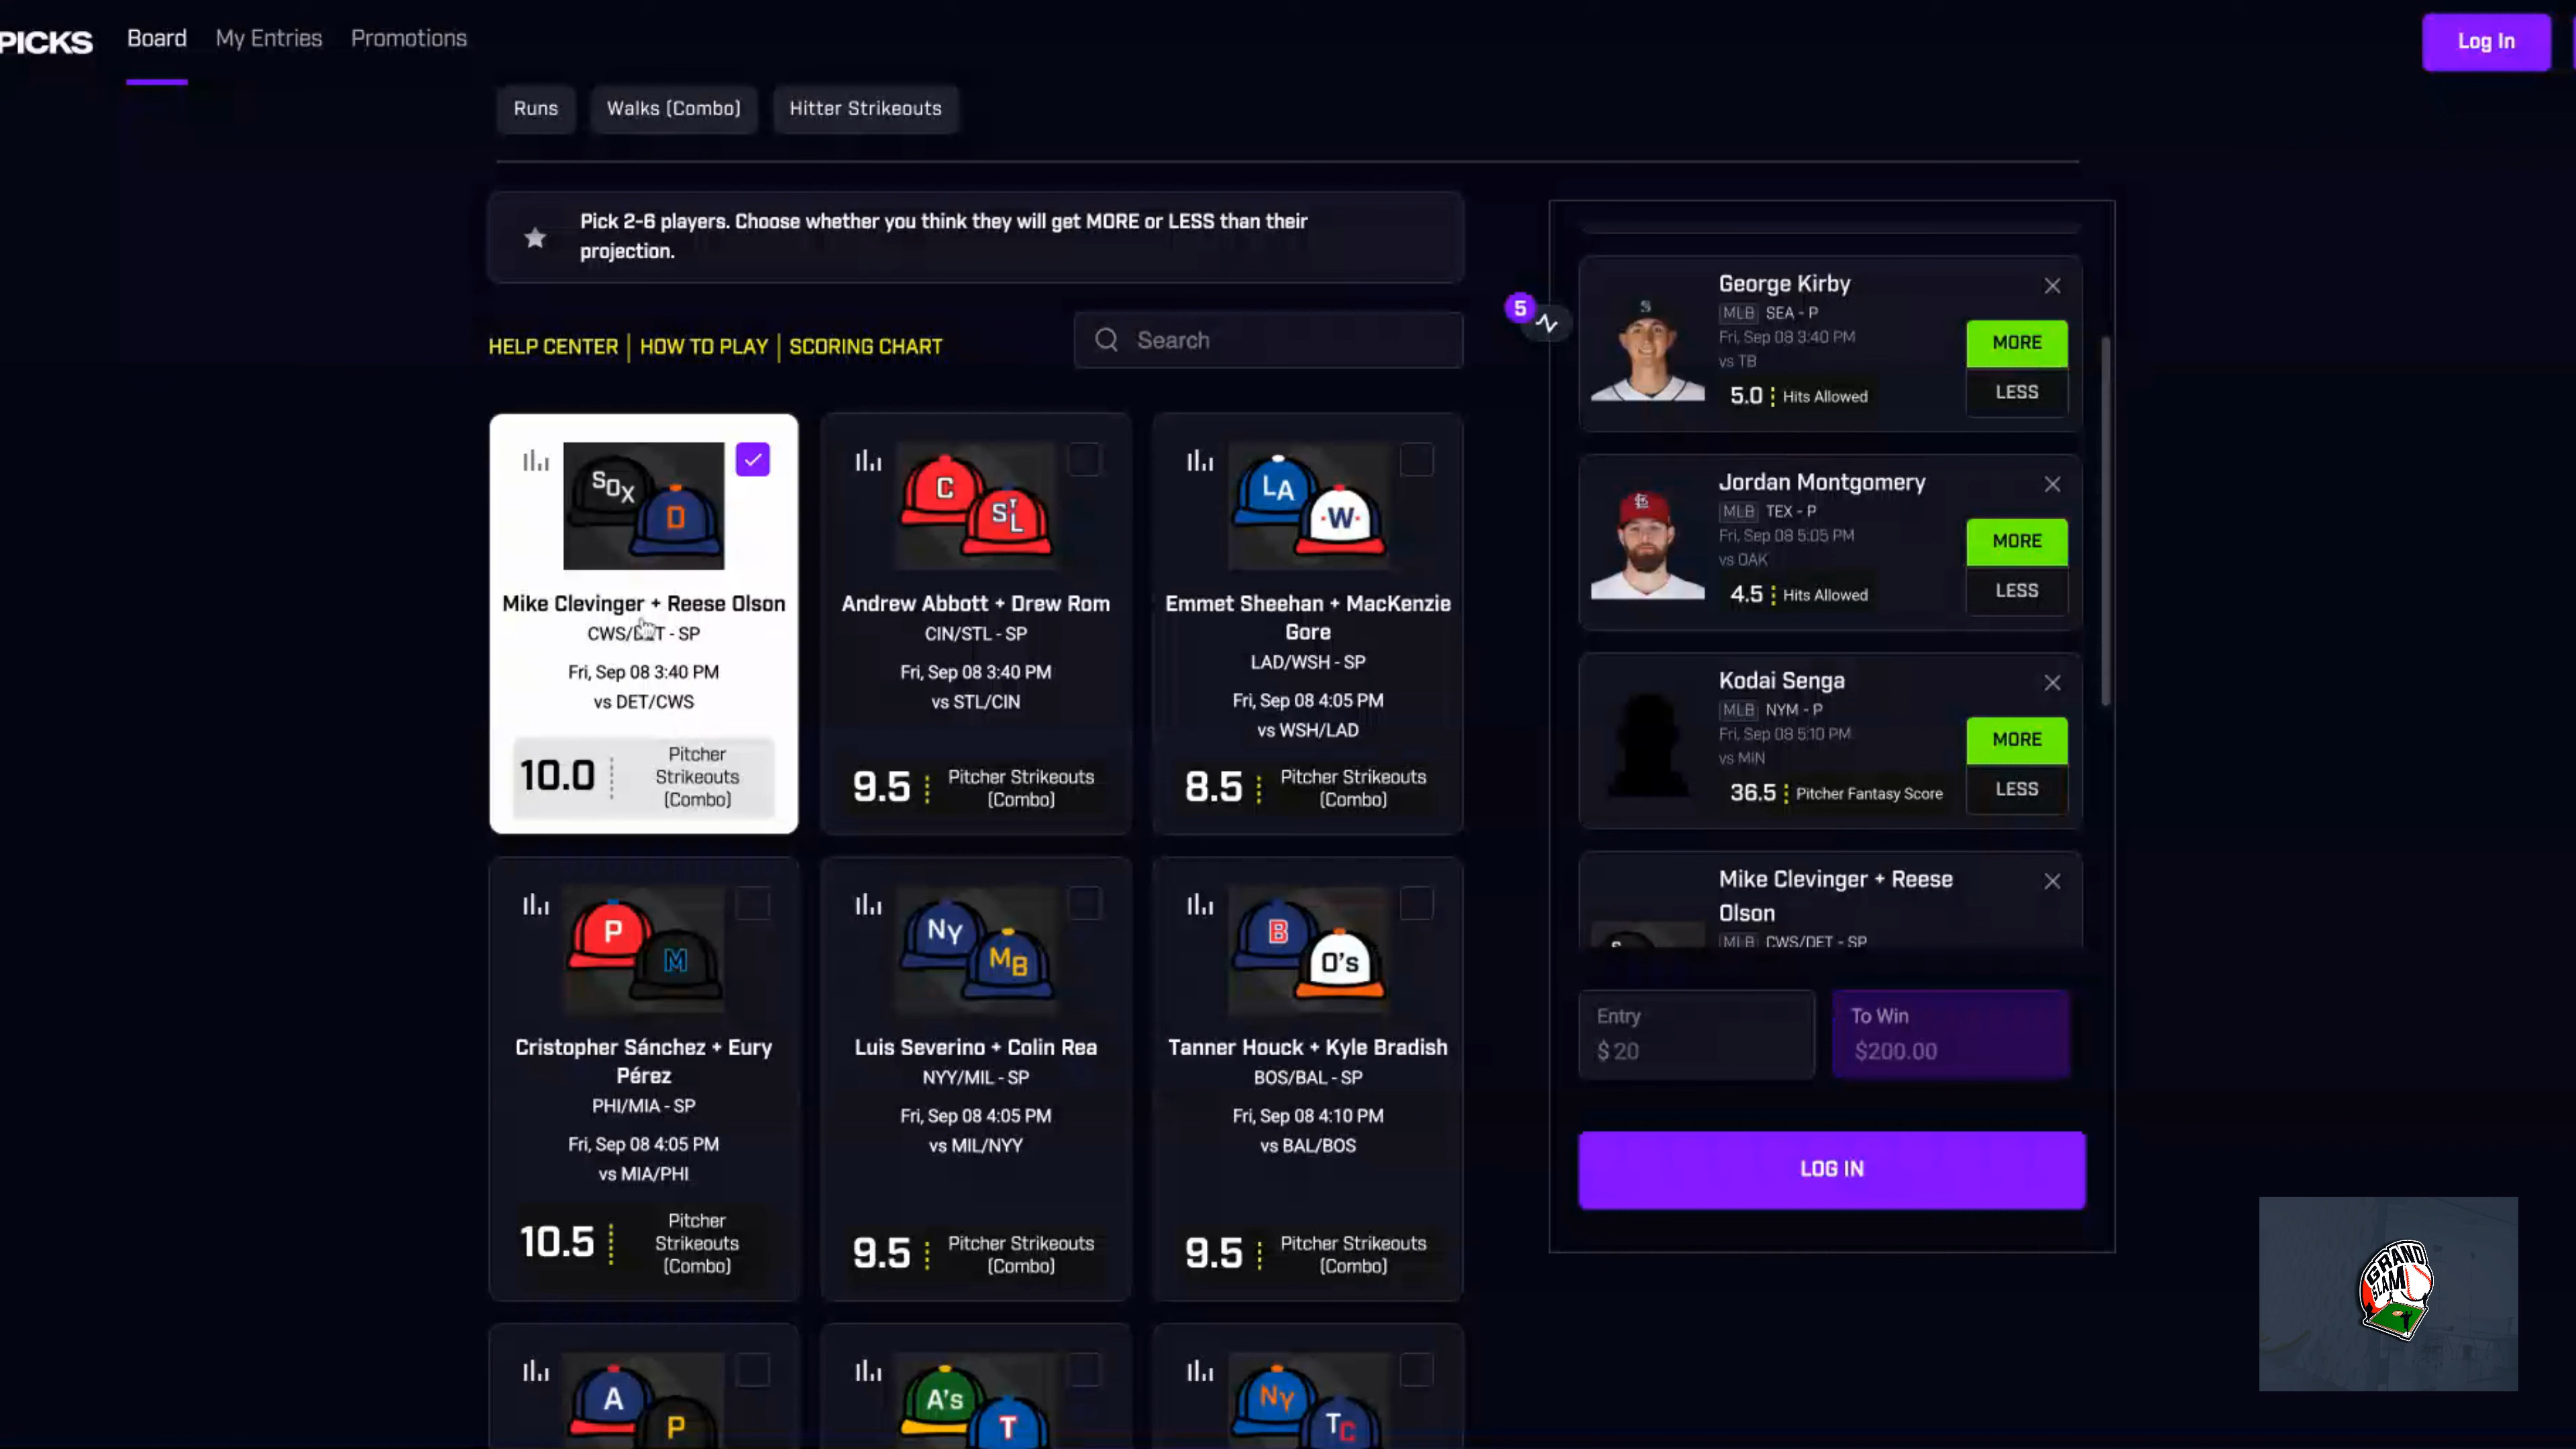 PICKS
Board
My Entries
Promotions
Log In
Runs
Walks (Combo)
Hitter Strikeouts
Pick 2-6 players. Choose whether you think they will get MORE or LESS than their
projection.
HELP CENTER
HOW TO PLAY
SCORING CHART
Search
SOX
D
Mike Clevinger + Reese Olson
CWS/DET - SP
Fri, Sep 08 3:40 PM
vs DET/CWS
10.0
Pitcher
Strikeouts
(Combo)
C
STL
Andrew Abbott + Drew Rom
CIN/STL - SP
Fri, Sep 08 3:40 PM
vs STL/CIN
9.5
Pitcher Strikeouts
(Combo)
LA
W
Emmet Sheehan + MacKenzie
Gore
LAD/WSH - SP
Fri, Sep 08 4:05 PM
vs WSH/LAD
8.5
Pitcher Strikeouts
(Combo)
P
M
Cristopher Sánchez + Eury
Pérez
PHI/MIA - SP
Fri, Sep 08 4:05 PM
vs MIA/PHI
10.5
Pitcher
Strikeouts
(Combo)
NY
MB
Luis Severino + Colin Rea
NYY/MIL - SP
Fri, Sep 08 4:05 PM
vs MIL/NYY
9.5
Pitcher Strikeouts
(Combo)
B
O's
Tanner Houck + Kyle Bradish
BOS/BAL - SP
Fri, Sep 08 4:10 PM
vs BAL/BOS
9.5
Pitcher Strikeouts
(Combo)
A
P
A's
T
NY
TC
5
George Kirby
MLB SEA - P
Fri, Sep 08 3:40 PM
vs TB
5.0 Hits Allowed
MORE
LESS
Jordan Montgomery
MLB TEX - P
Fri, Sep 08 5:05 PM
vs OAK
4.5 Hits Allowed
MORE
LESS
Kodai Senga
MLB NYM - P
Fri, Sep 08 5:10 PM
vs MIN
36.5 Pitcher Fantasy Score
MORE
LESS
Mike Clevinger + Reese
Olson
MLB CWS/DET - SP
Entry
$ 20
To Win
$200.00
LOG IN
GRAND
SLAM